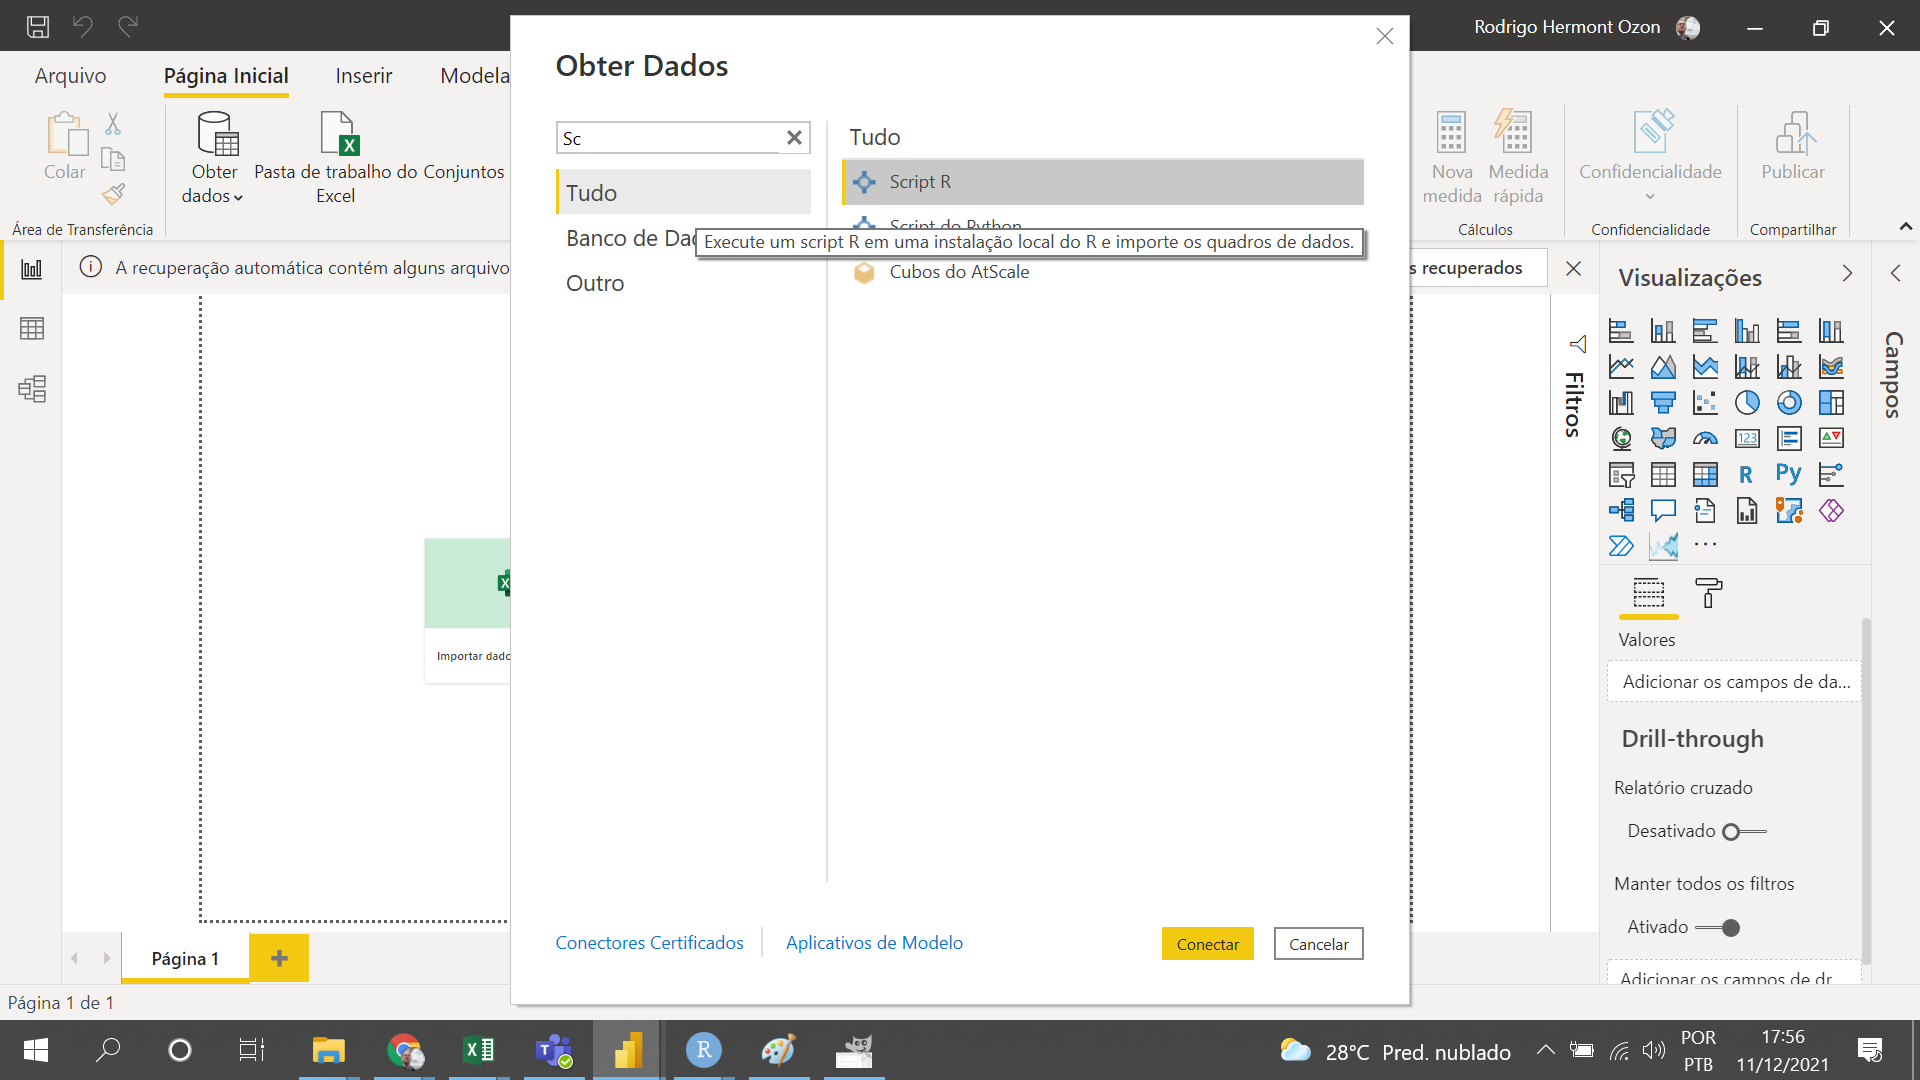 Rodrigo Hermont Ozon
Arquivo
Página Inicial
Inserir
Modela
Colar
Obter dados
Pasta de trabalho do Excel
Conjuntos
Área de Transferência
Nova medida
Medida rápida
Cálculos
Confidencialidade
Confidencialidade
Publicar
Compartilhar
A recuperação automática contém alguns arquivo
s recuperados
Obter Dados
Sc
Tudo
Banco de Da
Outro
Tudo
Script R
Script do Python
Execute um script R em uma instalação local do R e importe os quadros de dados.
Cubos do AtScale
Conectores Certificados
Aplicativos de Modelo
Conectar
Cancelar
X
Importar dado
Filtros
Visualizações
123
R
Py
Campos
Valores
Adicionar os campos de da...
Drill-through
Relatório cruzado
Desativado
Manter todos os filtros
Ativado
Adicionar os campos de dr
Página 1
Página 1 de 1
R
28°C Pred. nublado
POR
PTB
17:56
11/12/2021